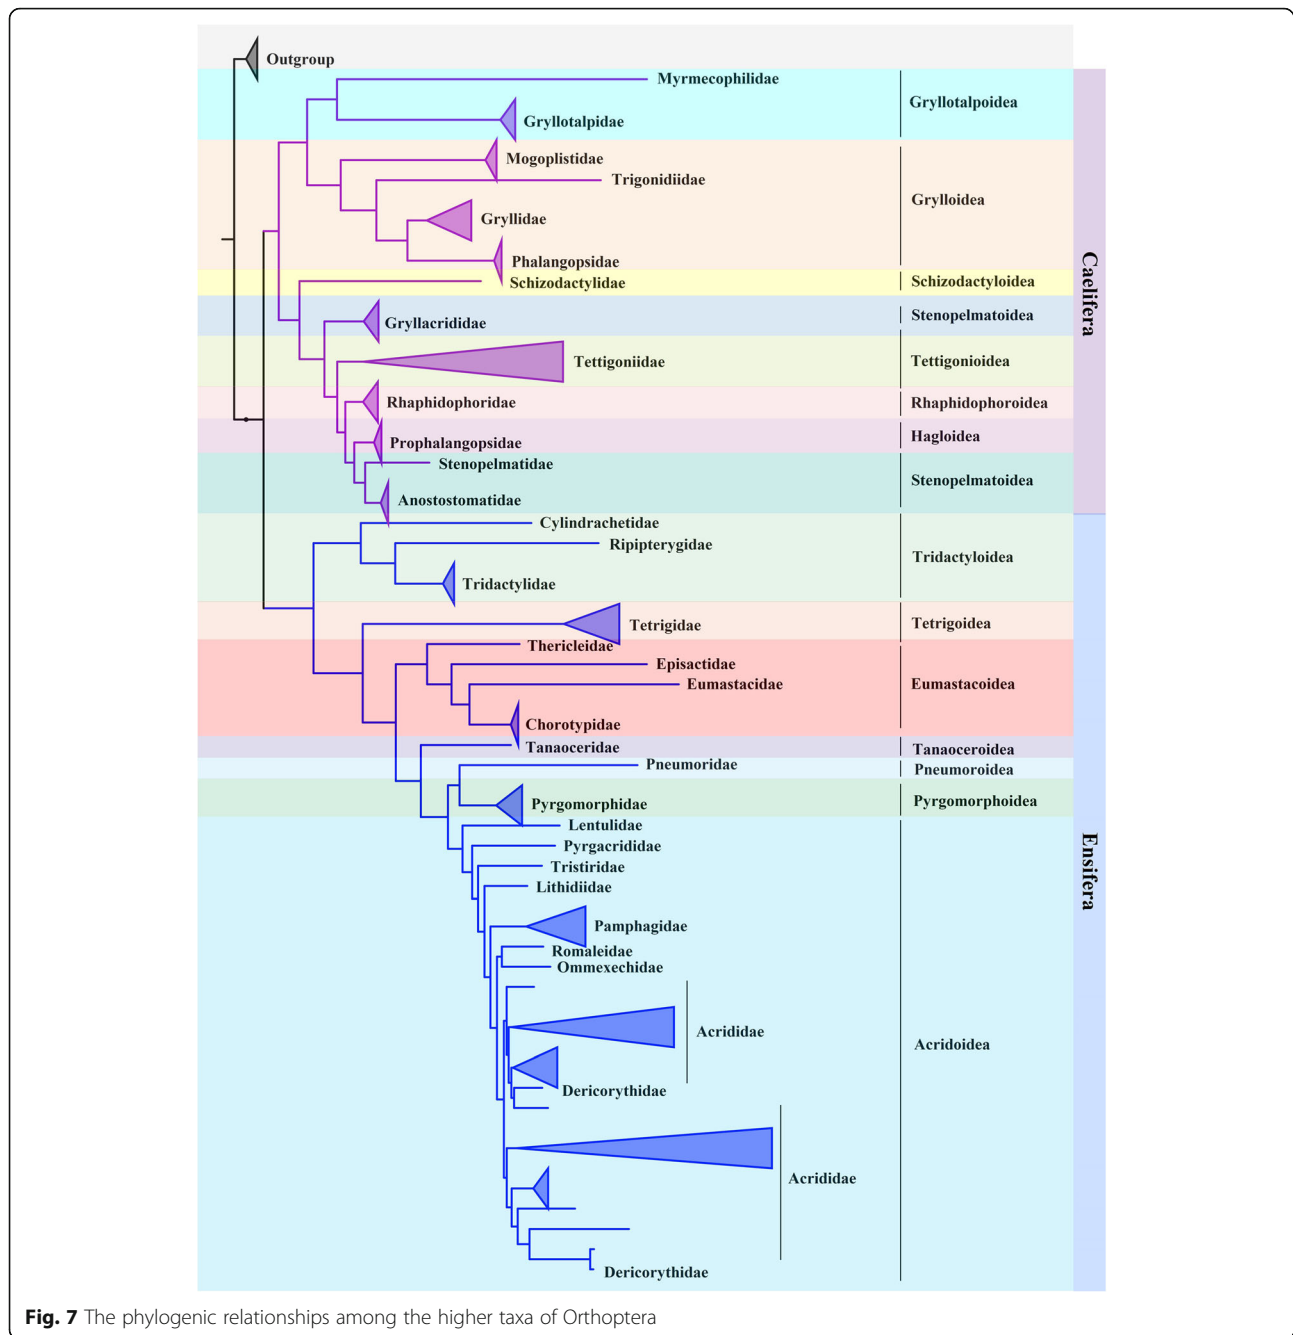 Outgroup
Myrmecophilidae
Gryllotalpoidea
Gryllotalpidae
Mogoplistidae
Trigonidiidae
Grylloidea
Gryllidae
Phalangopsidae
Schizodactylidae
Schizodactyloidea
Caelifera
Gryllacrididae
Stenopelmatoidea
Tettigoniidae
Tettigonioidea
Rhaphidophoridae
Rhaphidophoroidea
Prophalangopsidae
Hagloidea
Stenopelmatidae
Stenopelmatoidea
Anostostomatidae
Cylindrachetidae
Ripipterygidae
Tridactyloidea
Tridactylidae
Tetrigidae
Tetrigoidea
Thericleidae
Episactidae
Eumastacidae
Eumastacoidea
Chorotypidae
Tanaoceridae
Tanaoceroidea
Pneumoridae
Pneumoroidea
Pyrgomorphidae
Pyrgomorphoidea
Ensifera
Lentulidae
Pyrgacrididae
Tristiridae
Lithidiidae
Pamphagidae
Romaleidae
Ommexechidae
Acrididae
Acridoidea
Dericorythidae
Acrididae
Dericorythidae
Fig. 7 The phylogenic relationships among the higher taxa of Orthoptera